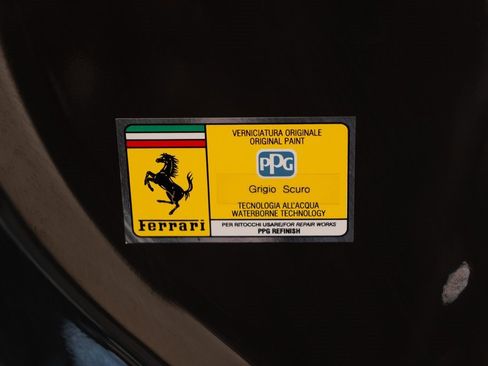 VERNICIATURA ORIGINALE
ORIGINAL PAINT
PPG
Grigio Scuro
TECNOLOGIA ALL'ACQUA
WATERBORNE TECHNOLOGY
Ferrari
PER RITOCCHI USARE/FOR REPAIR WORKS
PPG REFINISH